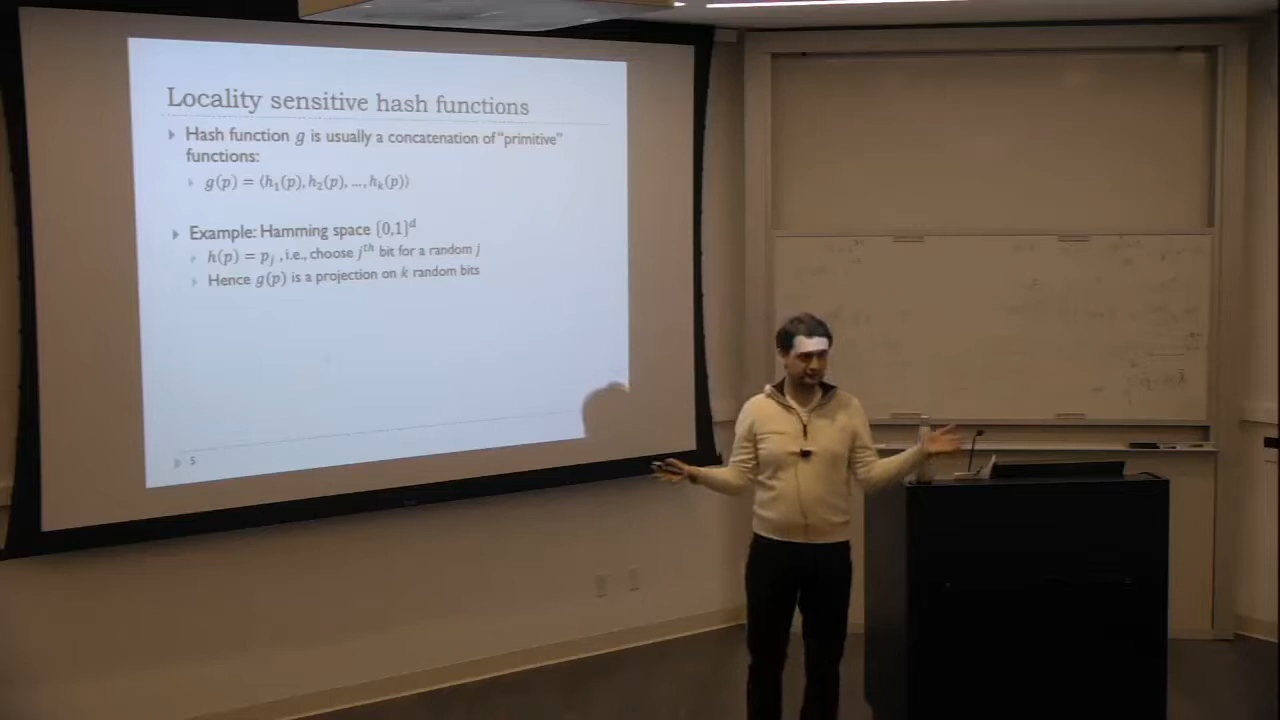 Locality sensitive hash functions
Hash function g is usually a concatenation of "primitive"
functions:
g(p) = ⟨h₁(p), h₂(p), …, hₖ(p)⟩
Example: Hamming space {0,1}ᵈ
h(p) = pⱼ , i.e., choose jᵗʰ bit for a random j
Hence g(p) is a projection on k random bits
5